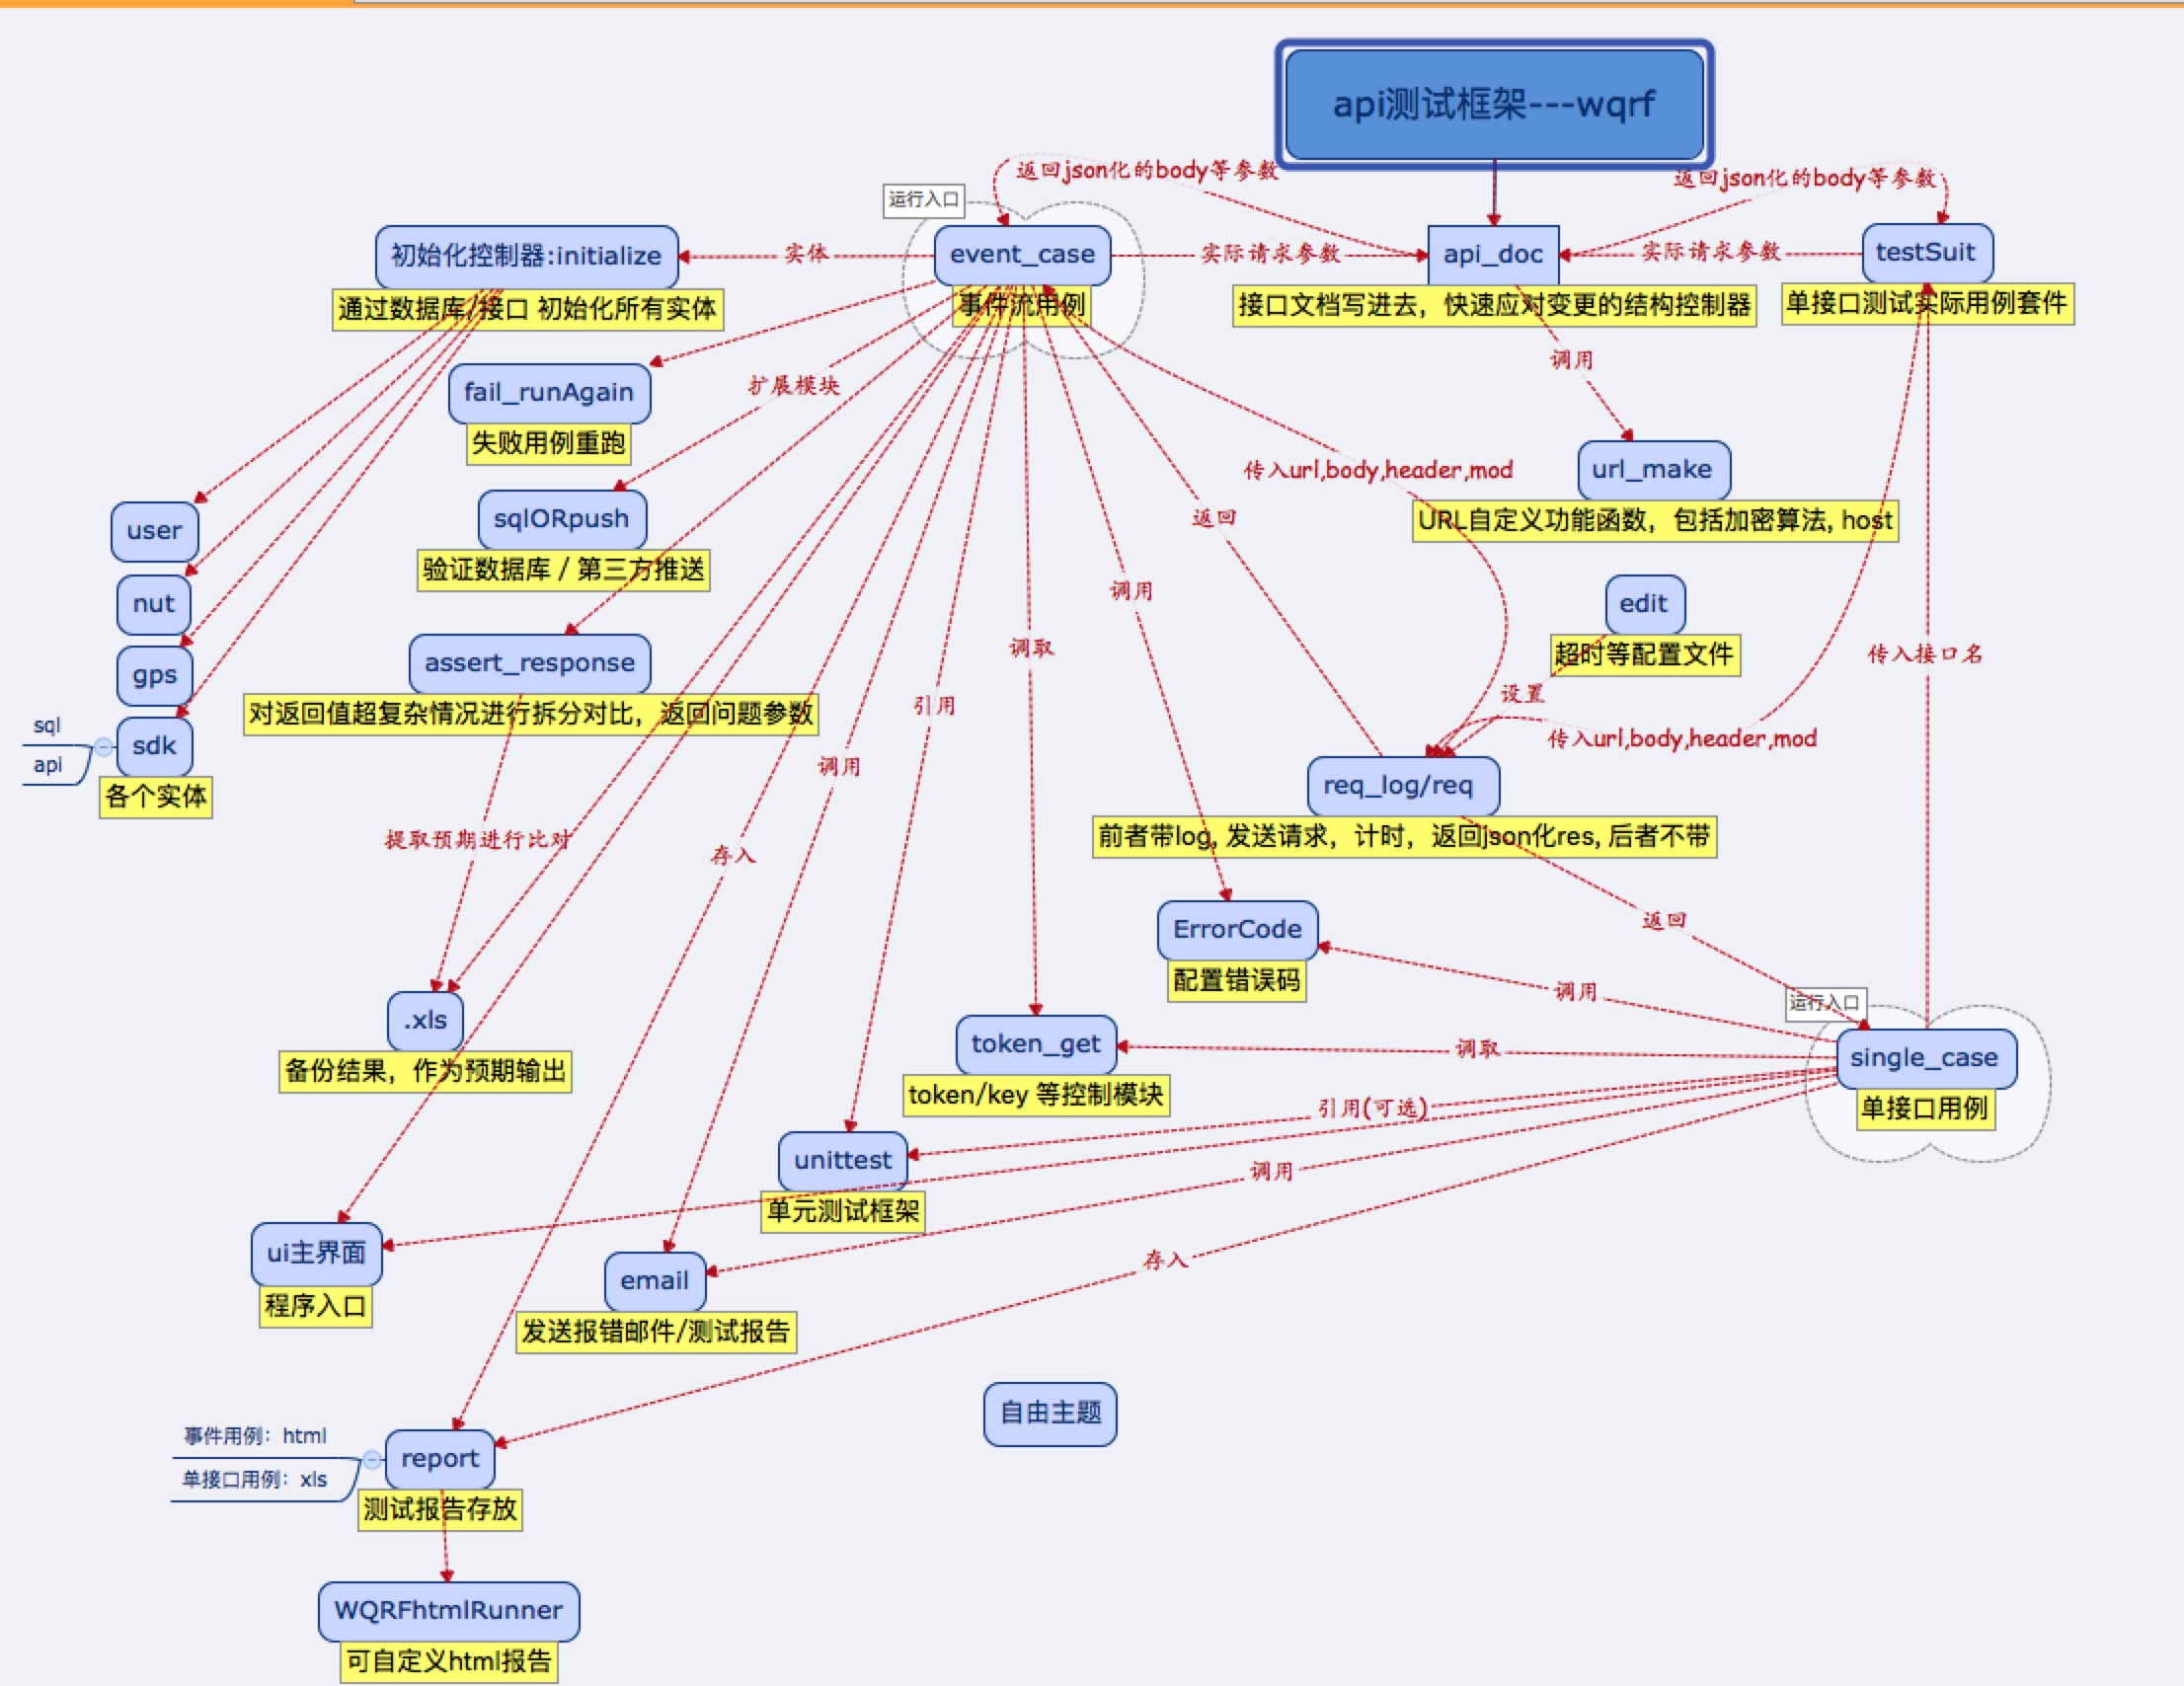 api测试框架---wqrf
返回json化的body等参数
返回json化的body等参数
运行入口
初始化控制器:initialize
实体
event_case
实际请求参数
api_doc
实际请求参数
testSuit
通过数据库/接口 初始化所有实体
事件流用例
接口文档写进去，快速应对变更的结构控制器
单接口测试实际用例套件
调用
fail_runAgain
扩展模块
失败用例重跑
传入url,body,header,mod
url_make
user
sqlORpush
返回
URL自定义功能函数，包括加密算法, host
验证数据库 / 第三方推送
调用
nut
edit
gps
assert_response
调取
超时等配置文件
传入接口名
对返回值超复杂情况进行拆分对比，返回问题参数
引用
设置
sql
api
sdk
调用
传入url,body,header,mod
各个实体
req_log/req
提取预期进行比对
存入
前者带log, 发送请求，计时， 返回json化res, 后者不带
ErrorCode
返回
配置错误码
调用
运行入口
.xls
token_get
调取
single_case
备份结果，作为预期输出
token/key 等控制模块
引用(可选)
单接口用例
unittest
调用
单元测试框架
ui主界面
email
存入
程序入口
发送报错邮件/测试报告
自由主题
事件用例：html
单接口用例：xls
report
测试报告存放
WQRFhtmlRunner
可自定义html报告